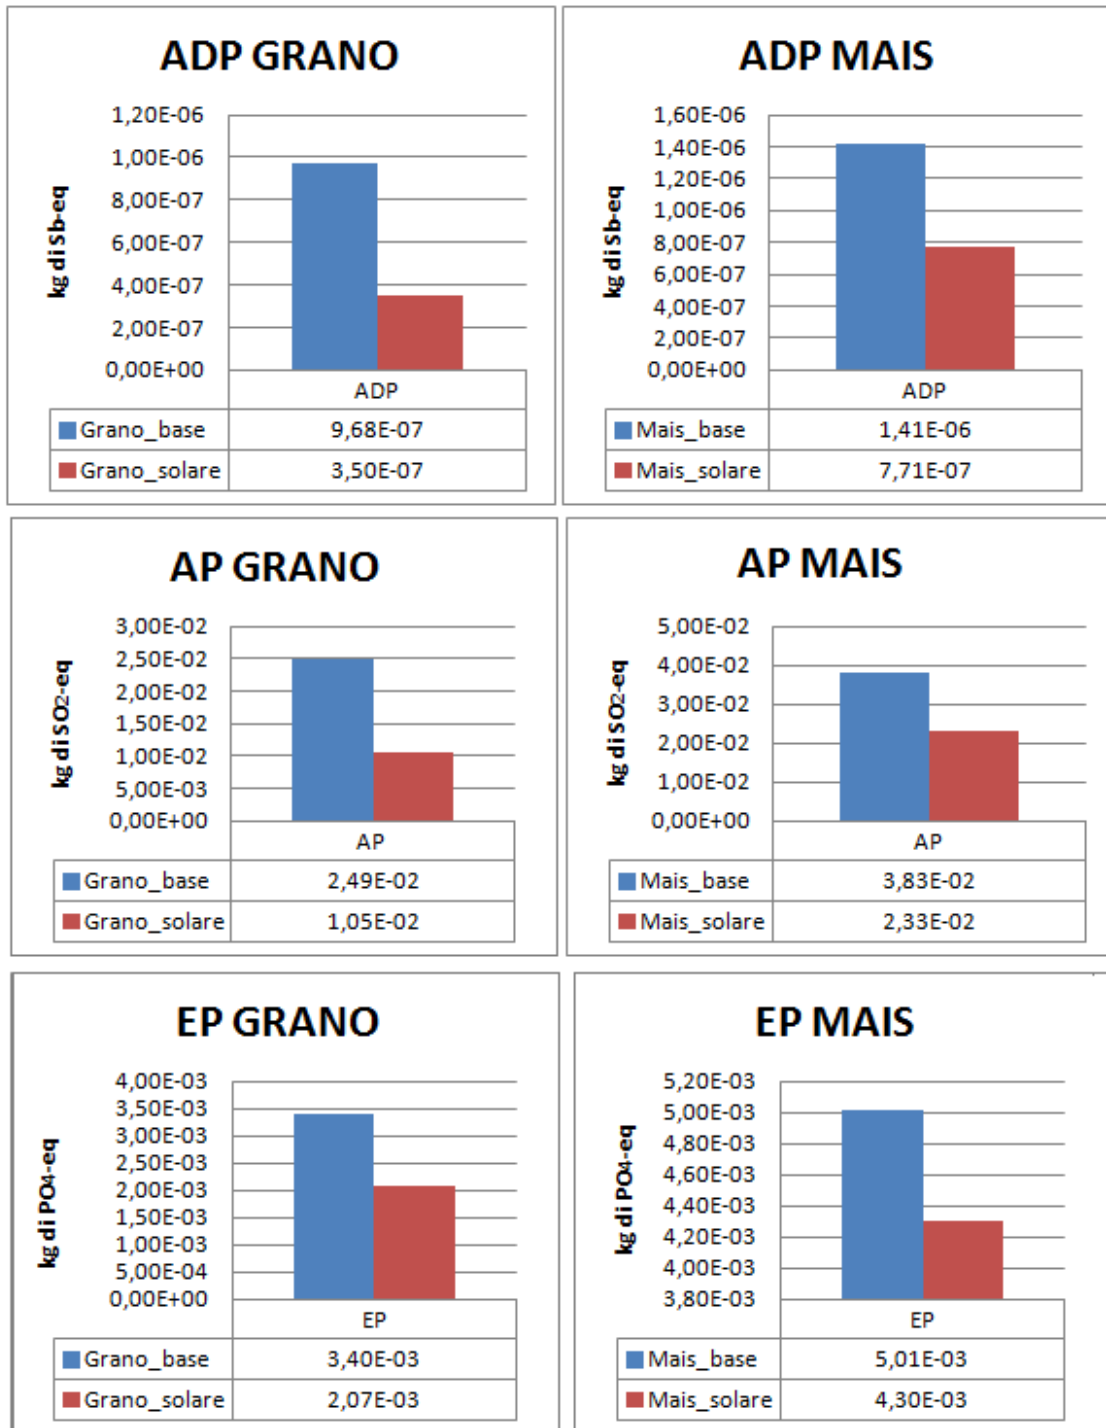 ADP GRANO
1,20E-06
1,00E-06
8,00E-07
6,00E-07
4,00E-07
2,00E-07
0,00E+00
kg di Sb-eq
ADP
Grano_base 9,68E-07
Grano_solare 3,50E-07
ADP MAIS
1,60E-06
1,40E-06
1,20E-06
1,00E-06
8,00E-07
6,00E-07
4,00E-07
2,00E-07
0,00E+00
kg di Sb-eq
ADP
Mais_base 1,41E-06
Mais_solare 7,71E-07
AP GRANO
3,00E-02
2,50E-02
2,00E-02
1,50E-02
1,00E-02
5,00E-03
0,00E+00
kg di SO2-eq
AP
Grano_base 2,49E-02
Grano_solare 1,05E-02
AP MAIS
5,00E-02
4,00E-02
3,00E-02
2,00E-02
1,00E-02
0,00E+00
kg di SO2-eq
AP
Mais_base 3,83E-02
Mais_solare 2,33E-02
EP GRANO
4,00E-03
3,50E-03
3,00E-03
2,50E-03
2,00E-03
1,50E-03
1,00E-03
5,00E-04
0,00E+00
kg di PO4-eq
EP
Grano_base 3,40E-03
Grano_solare 2,07E-03
EP MAIS
5,20E-03
5,00E-03
4,80E-03
4,60E-03
4,40E-03
4,20E-03
4,00E-03
3,80E-03
kg di PO4-eq
EP
Mais_base 5,01E-03
Mais_solare 4,30E-03